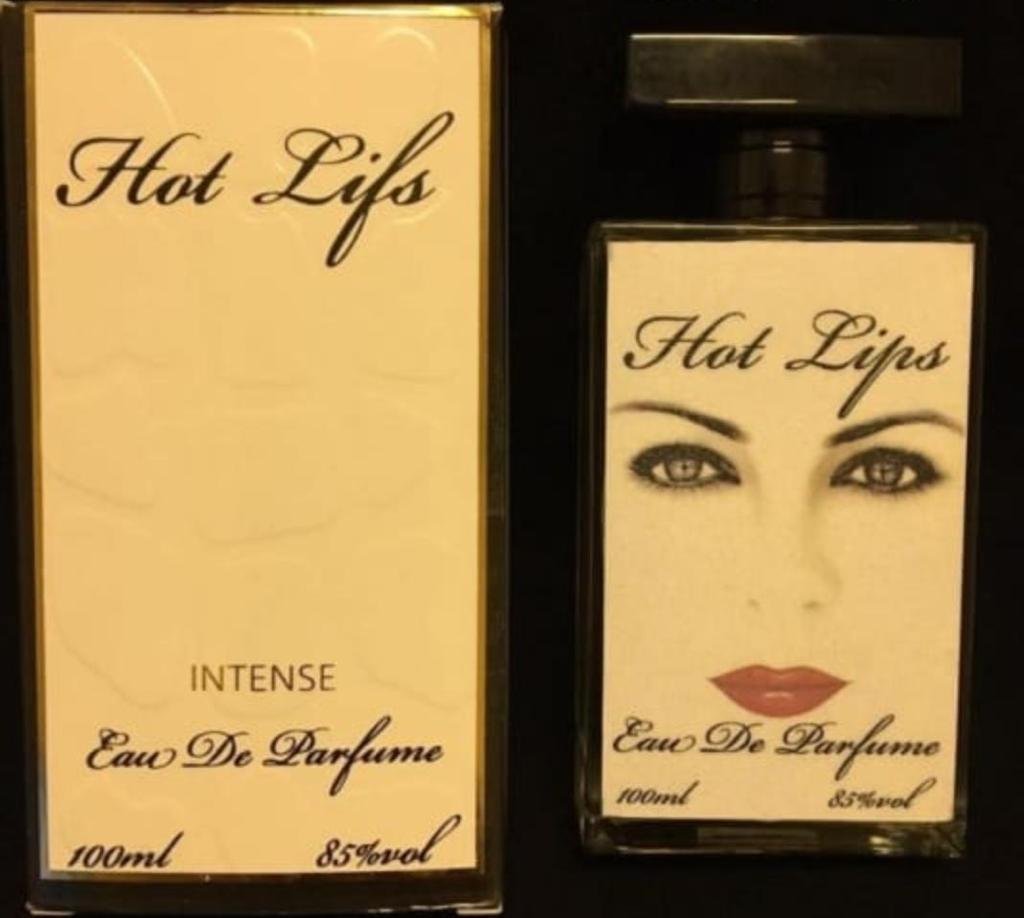 Hot Lifs
INTENSE
Eau De Parfume
100ml 85%vol
Hot Lips
Eau De Parfume
100ml 85%vol